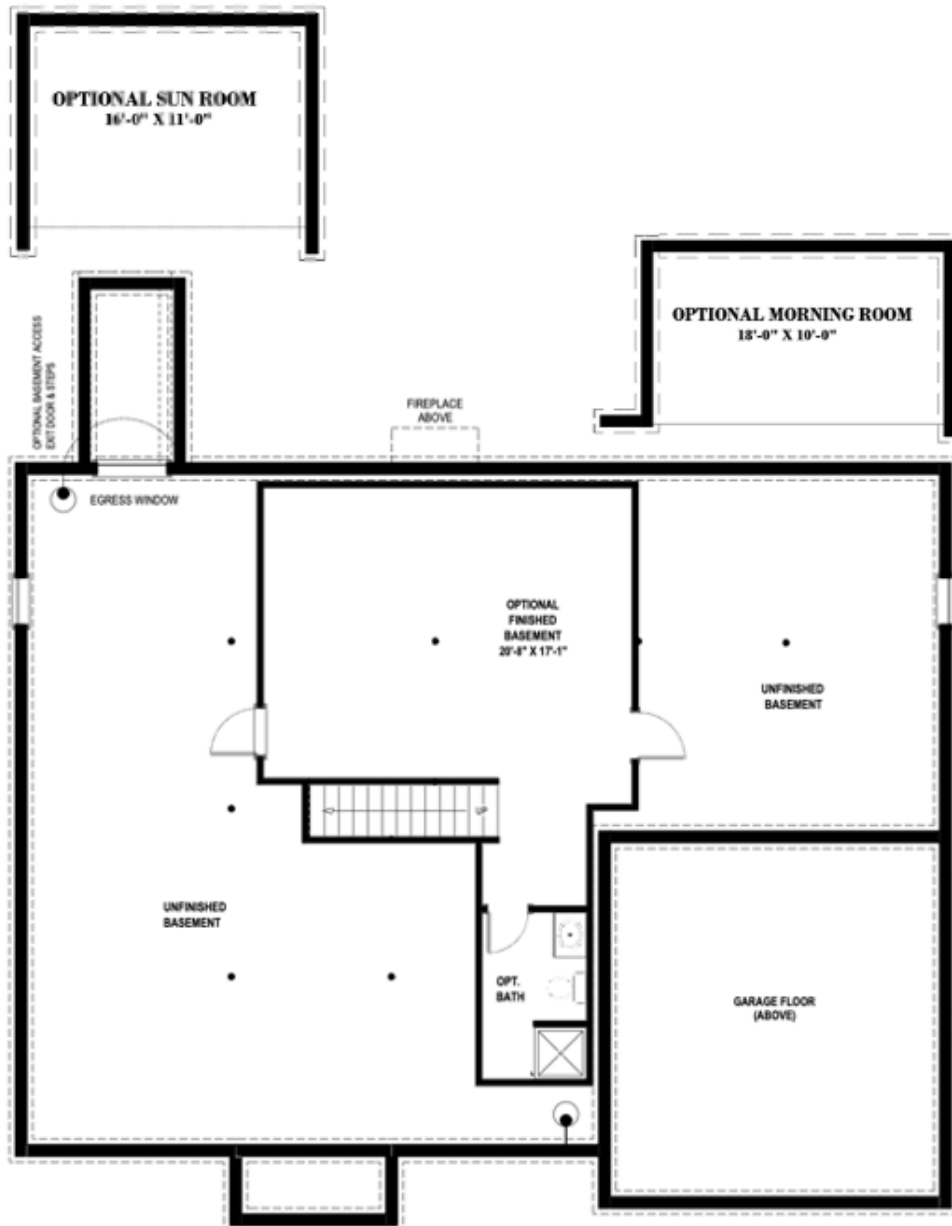 OPTIONAL SUN ROOM
16'-0" X 11'-0"
OPTIONAL MORNING ROOM
18'-0" X 10'-0"
OPTIONAL BASEMENT ACCESS
EXIT DOOR & STEPS
FIREPLACE
ABOVE
EGRESS WINDOW
OPTIONAL
FINISHED
BASEMENT
20'-8" X 17'-1"
UNFINISHED
BASEMENT
UNFINISHED
BASEMENT
OPT.
BATH
GARAGE FLOOR
(ABOVE)